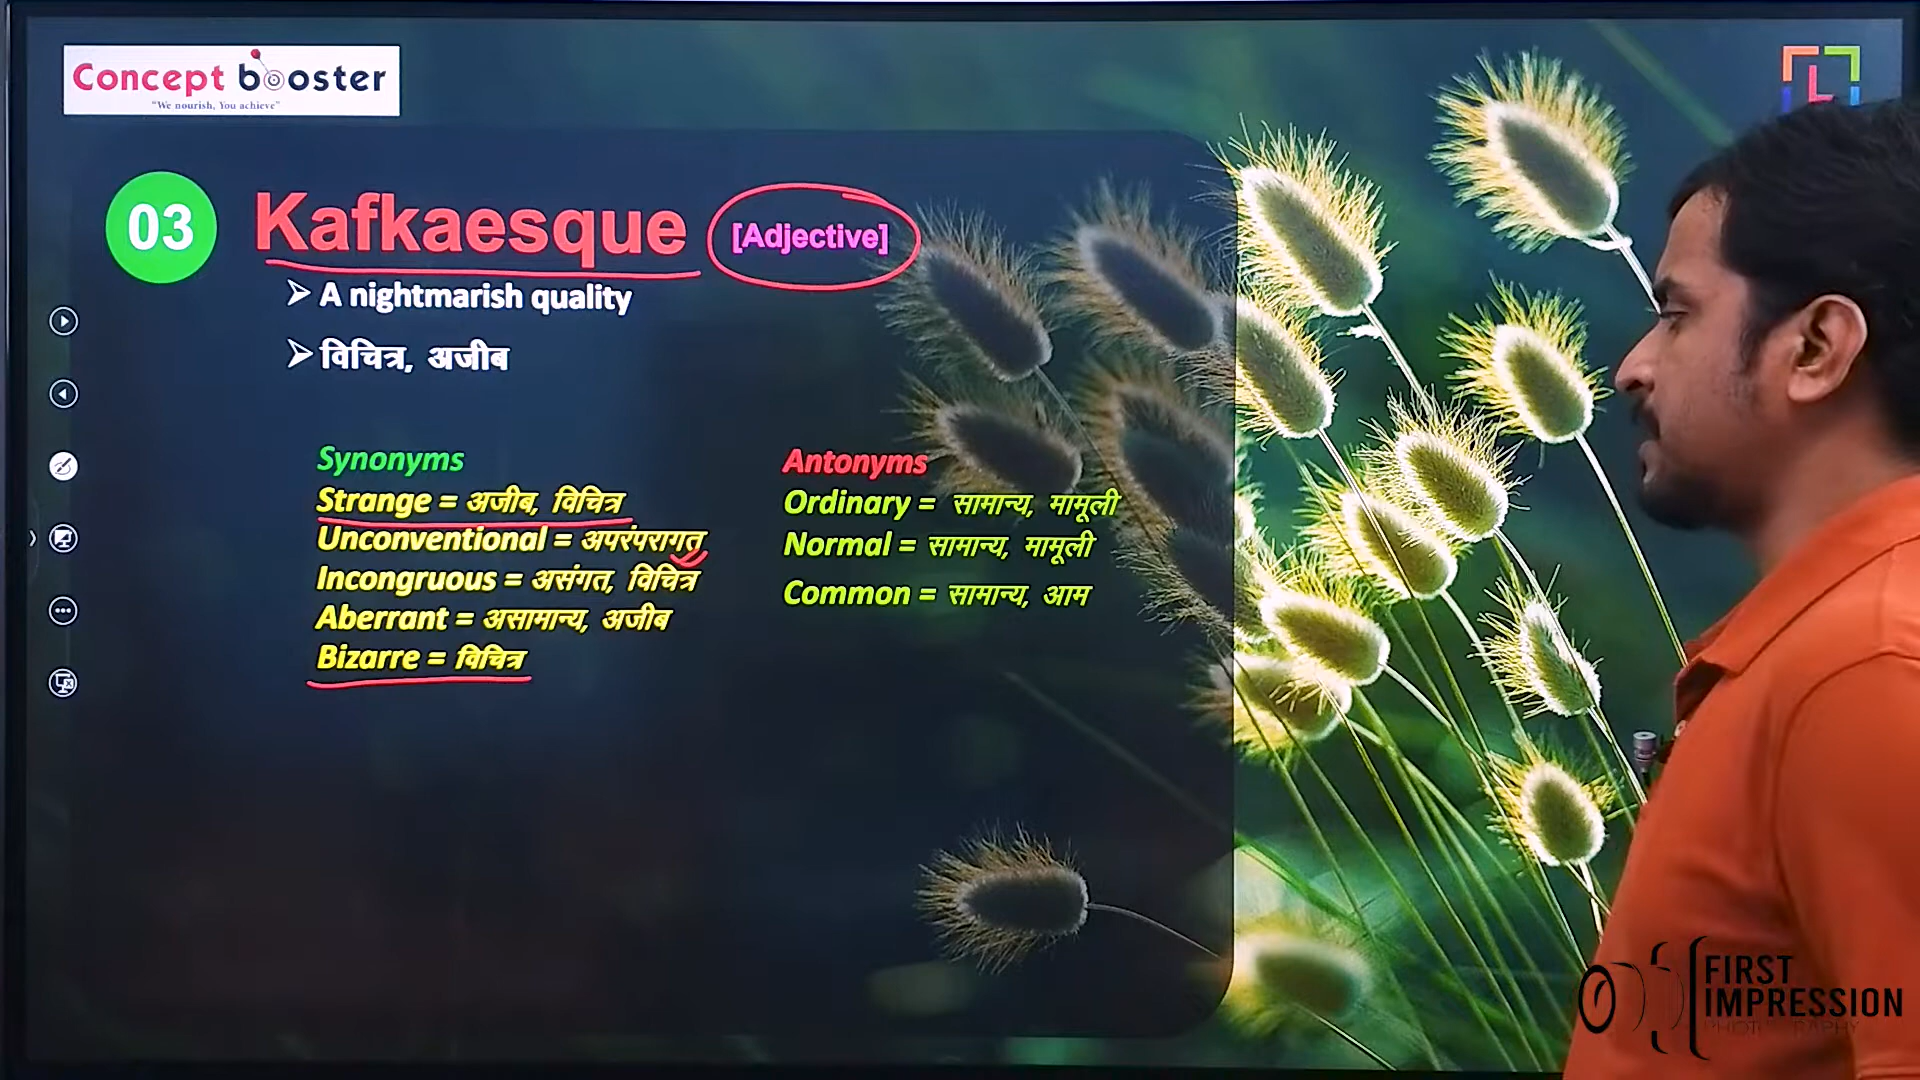 Concept booster
"We nourish, You achieve"
03 Kafkaesque [Adjective]
➢ A nightmarish quality
➢ विचित्र, अजीब
Synonyms
Strange = अजीब, विचित्र
Unconventional = अपरंपरागत
Incongruous = असंगत, विचित्र
Aberrant = असामान्य, अजीब
Bizarre = विचित्र
Antonyms
Ordinary = सामान्य, मामूली
Normal = सामान्य, मामूली
Common = सामान्य, आम
FIRST
IMPRESSION
PHOTOGRAPHY